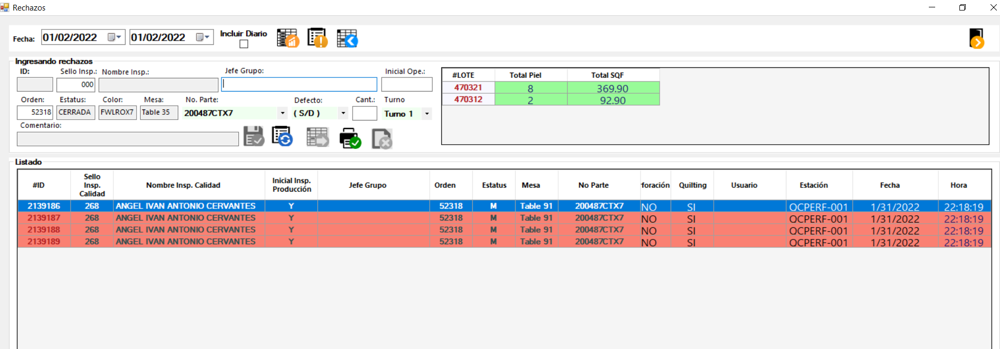 Rechazos
Fecha: 01/02/2022 01/02/2022 Incluir Diario
Ingresando rechazos
ID: Sello Insp.: Nombre Insp.: Jefe Grupo: Inicial Ope.:
000
Orden: Estatus: Color: Mesa: No. Parte: Defecto: Cant.: Turno
52318 CERRADA FWLROX7 Table 35 200487CTX7 ( S/D ) Turno 1
Comentario:
#LOTE Total Piel Total SQF
470321 8 369.90
470312 2 92.90
Listado
#ID Sello Insp. Calidad Nombre Insp. Calidad Inicial Insp. Producción Jefe Grupo Orden Estatus Mesa No Parte foración Quilting Usuario Estación Fecha Hora
2139186 268 ANGEL IVAN ANTONIO CERVANTES Y 52318 M Table 91 200487CTX7 NO SI QCPERF-001 1/31/2022 22:18:19
2139187 268 ANGEL IVAN ANTONIO CERVANTES Y 52318 M Table 91 200487CTX7 NO SI QCPERF-001 1/31/2022 22:18:19
2139188 268 ANGEL IVAN ANTONIO CERVANTES Y 52318 M Table 91 200487CTX7 NO SI QCPERF-001 1/31/2022 22:18:19
2139189 268 ANGEL IVAN ANTONIO CERVANTES Y 52318 M Table 91 200487CTX7 NO SI QCPERF-001 1/31/2022 22:18:19